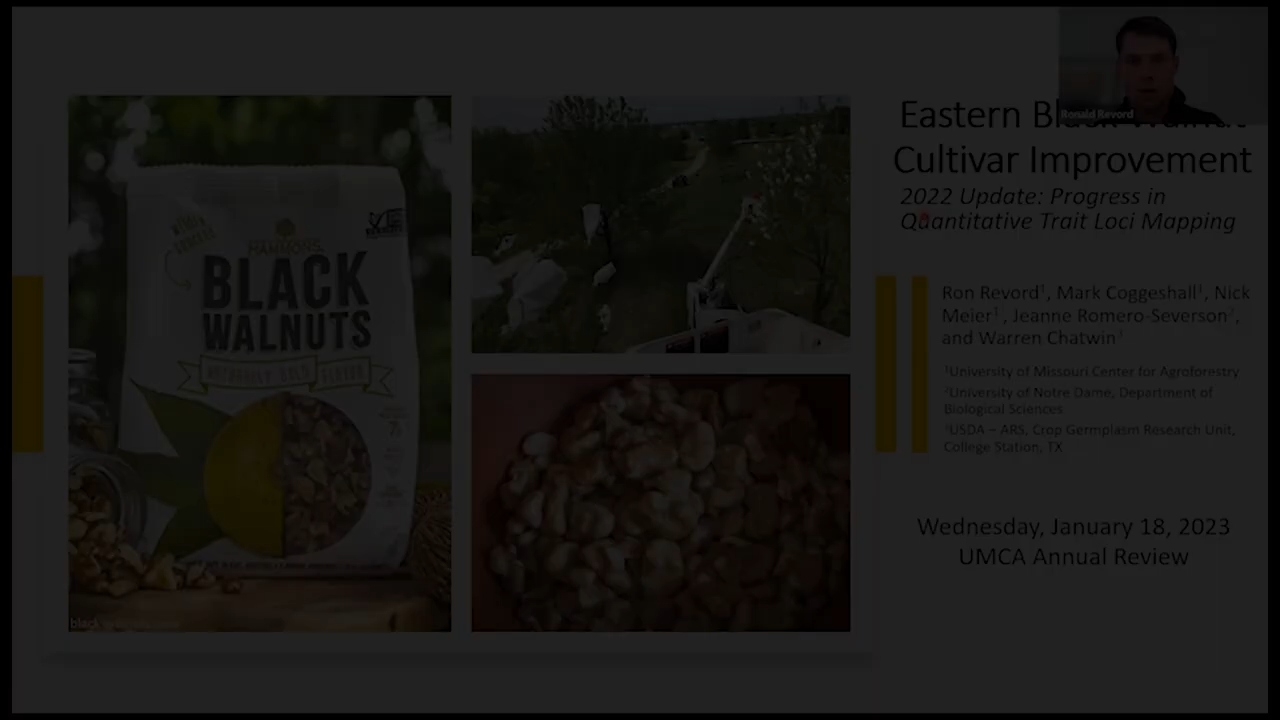 Ronald Revord
Eastern Black Walnut
Cultivar Improvement
2022 Update: Progress in
Quantitative Trait Loci Mapping
Ron Revord¹, Mark Coggeshall¹, Nick
Meier¹, Jeanne Romero-Severson²,
and Warren Chatwin³
¹University of Missouri Center for Agroforestry
²University of Notre Dame, Department of
Biological Sciences
³USDA – ARS, Crop Germplasm Research Unit,
College Station, TX
Wednesday, January 18, 2023
UMCA Annual Review
HAMMONS
BLACK
WALNUTS
NATURALLY BOLD FLAVOR